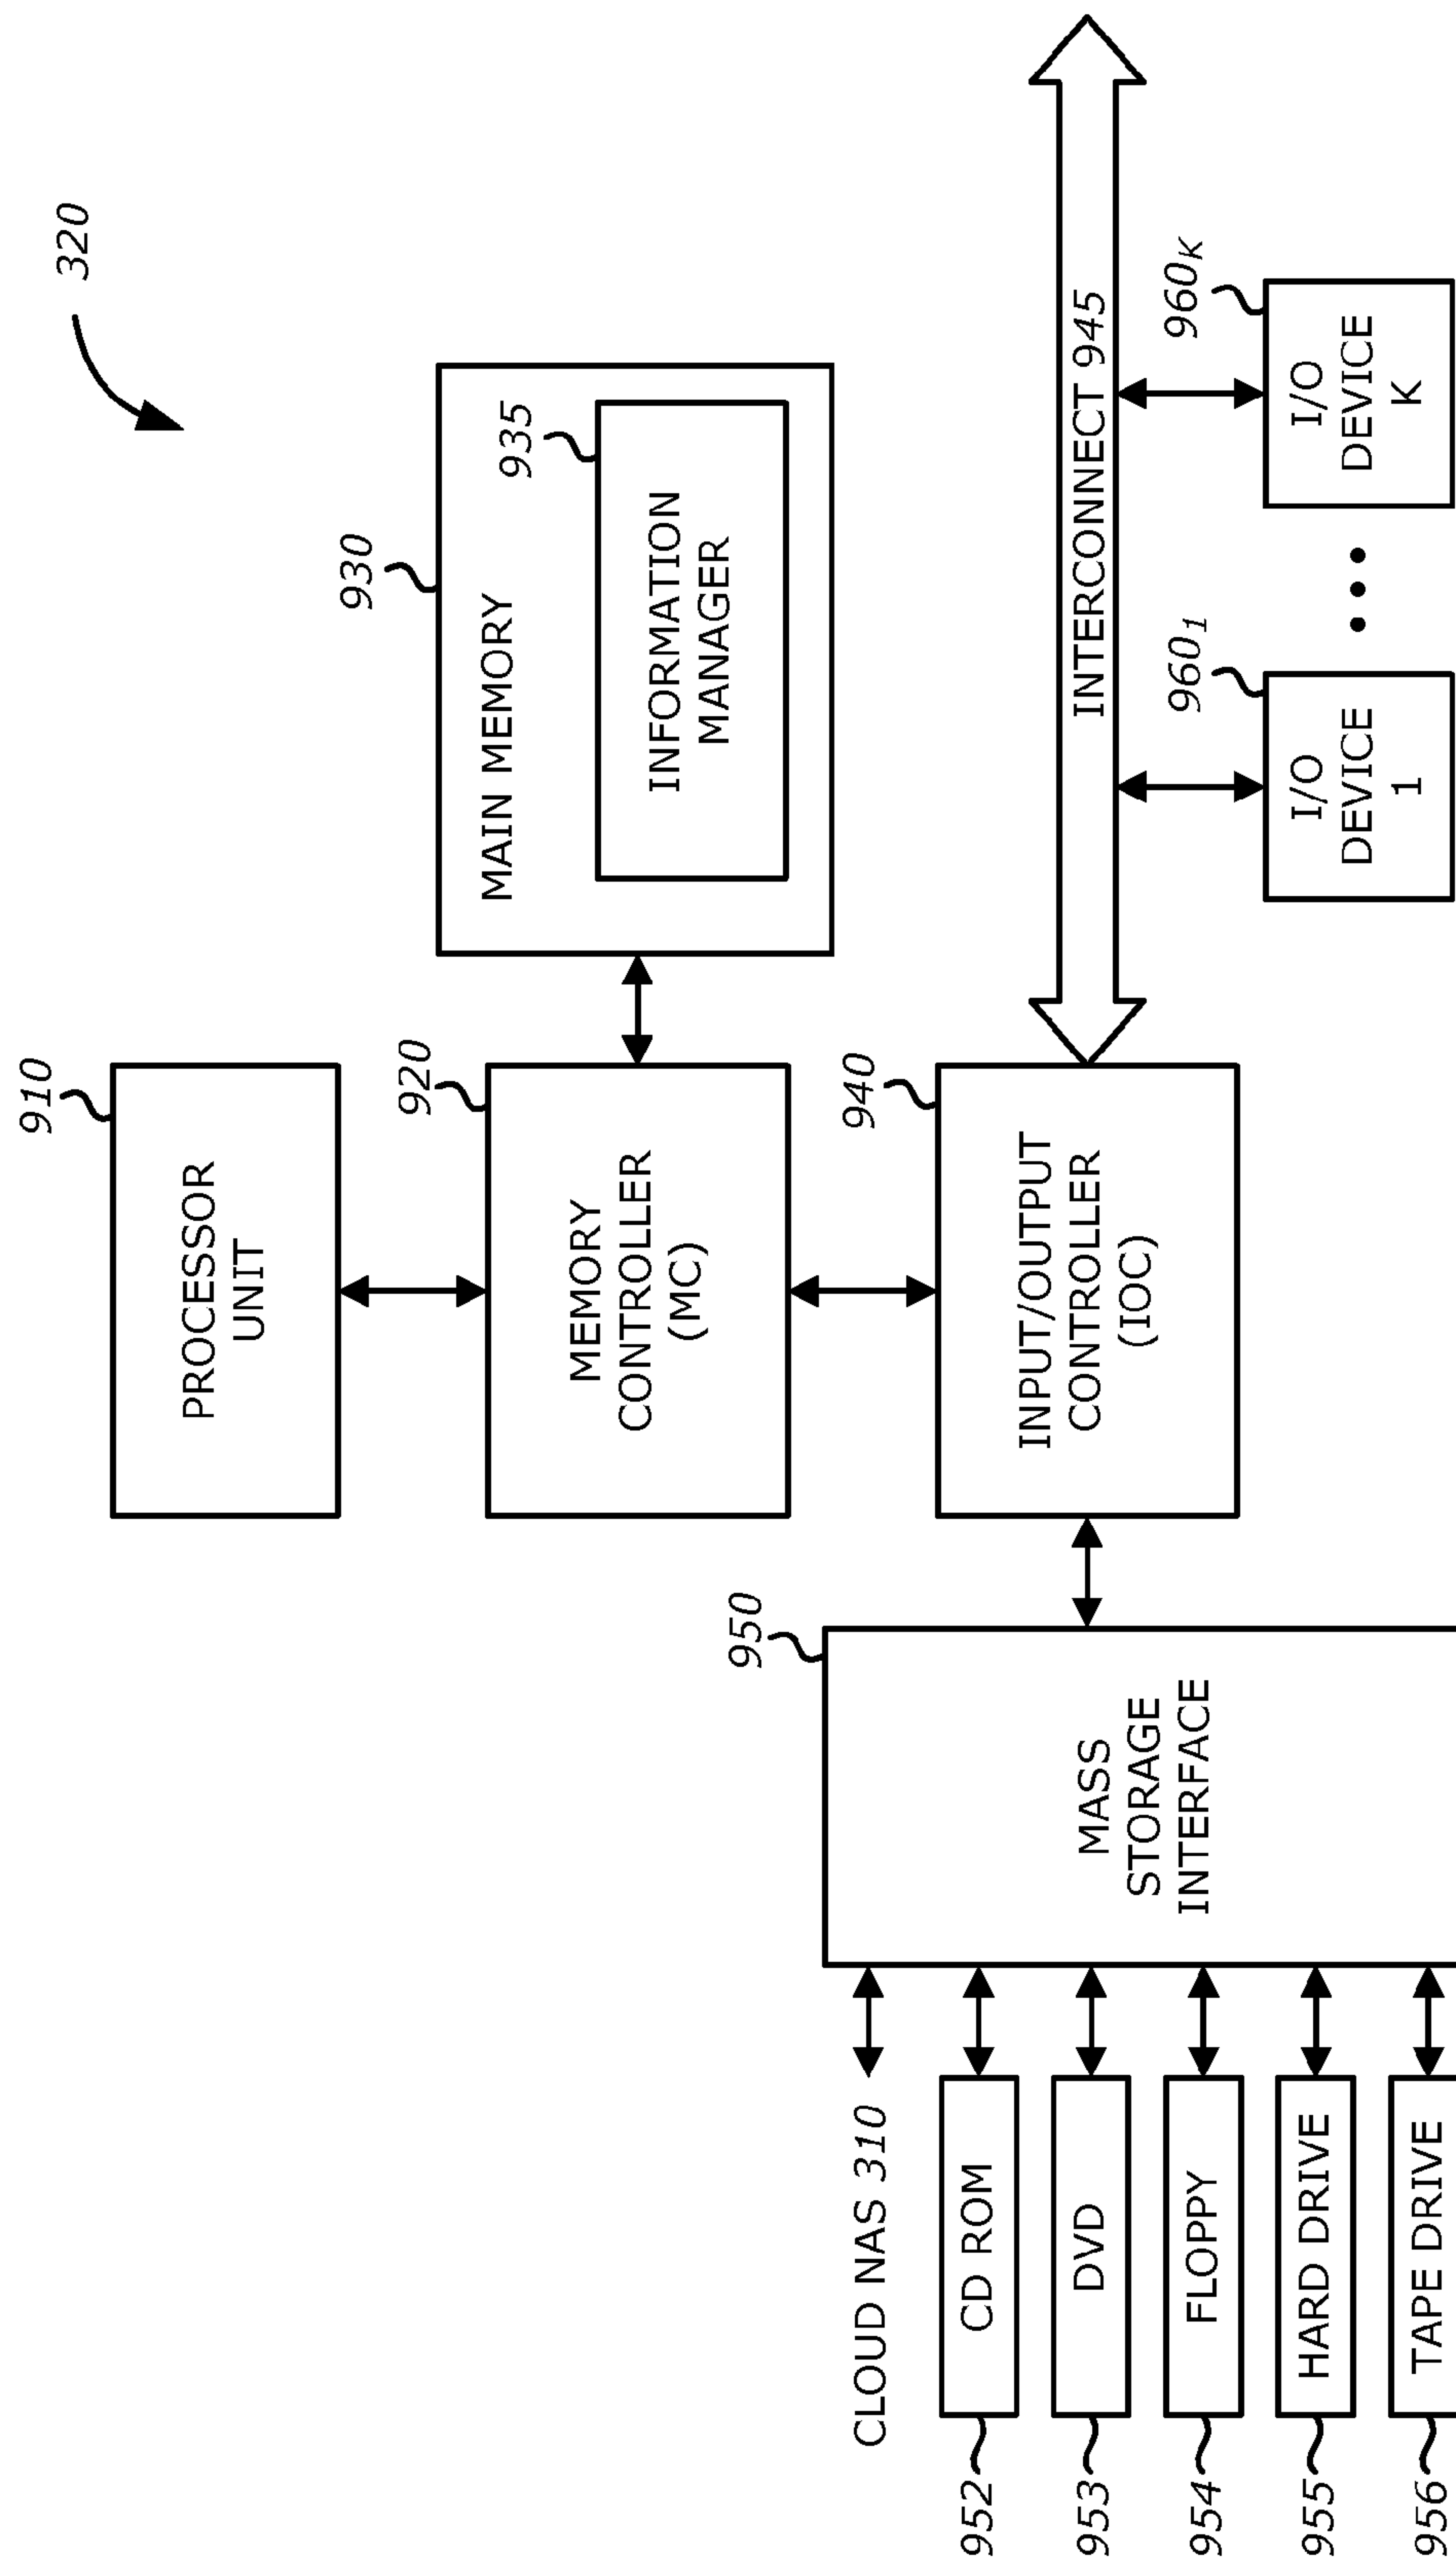 320
910
PROCESSOR
UNIT
930
MAIN MEMORY
935
INFORMATION
MANAGER
920
MEMORY
CONTROLLER
(MC)
950
MASS
STORAGE
INTERFACE
940
INPUT/OUTPUT
CONTROLLER
(IOC)
INTERCONNECT 945
CLOUD NAS 310
952
CD ROM
953
DVD
954
FLOPPY
955
HARD DRIVE
956
TAPE DRIVE
960₁
I/O
DEVICE
1
960ₖ
I/O
DEVICE
K